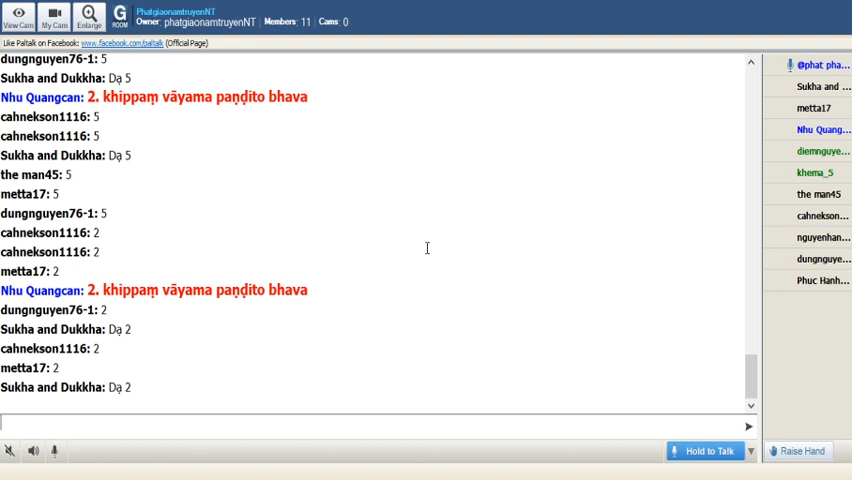 View Cam
My Cam
Enlarge
G
ROOM
PhatgiaonamtruyenNT
Owner: phatgiaonamtruyenNT Members: 11 Cams: 0
Like Paltalk on Facebook: www.facebook.com/paltalk (Official Page)
dungnguyen76-1: 5
Sukha and Dukkha: Dạ 5
Nhu Quangcan: 2. khippaṃ vāyama paṇḍito bhava
cahnekson1116: 5
cahnekson1116: 5
Sukha and Dukkha: Dạ 5
the man45: 5
metta17: 5
dungnguyen76-1: 5
cahnekson1116: 2
cahnekson1116: 2
metta17: 2
Nhu Quangcan: 2. khippaṃ vāyama paṇḍito bhava
dungnguyen76-1: 2
Sukha and Dukkha: Dạ 2
cahnekson1116: 2
metta17: 2
Sukha and Dukkha: Dạ 2
Hold to Talk
@phat pha...
Sukha and ...
metta17
Nhu Quang...
diemnguye...
khema_5
the man45
cahnekson...
nguyenhan...
dungnguye...
Phuc Hanh...
Raise Hand